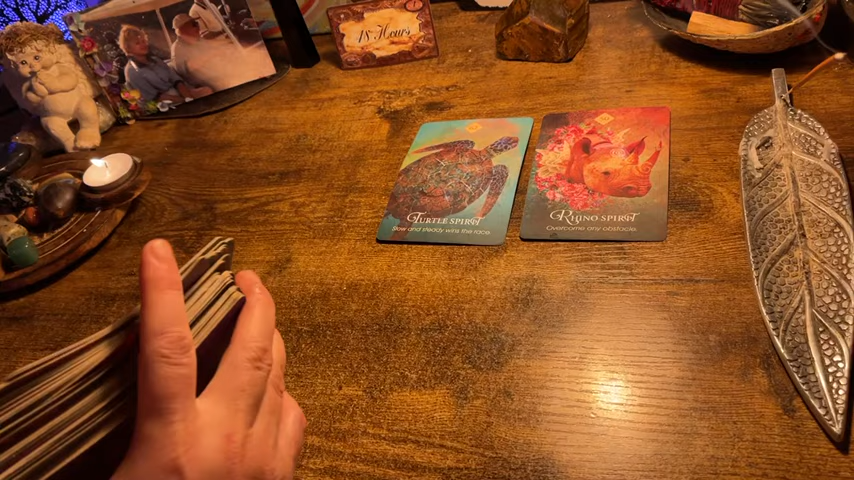 48 Hours
TURTLE SPIRIT
Slow and steady wins the race.
RHINO SPIRIT
Overcome any obstacle.